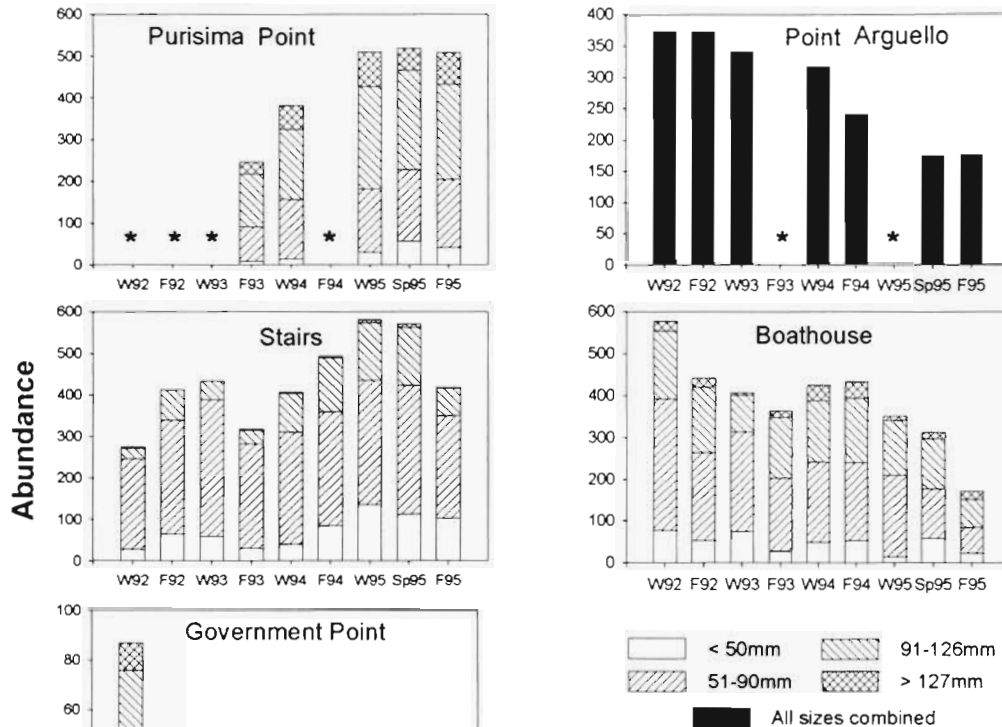 Abundance
Purisima Point
600
500
400
300
200
100
0
* * * *
W92 F92 W93 F93 W94 F94 W95 Sp95 F95
Point Arguello
400
350
300
250
200
150
100
50
0
* *
W92 F92 W93 F93 W94 F94 W95 Sp95 F95
Stairs
600
500
400
300
200
100
0
W92 F92 W93 F93 W94 F94 W95 Sp95 F95
Boathouse
600
500
400
300
200
100
0
W92 F92 W93 F93 W94 F94 W95 Sp95 F95
Government Point
100
80
60
< 50mm
91-126mm
51-90mm
> 127mm
All sizes combined